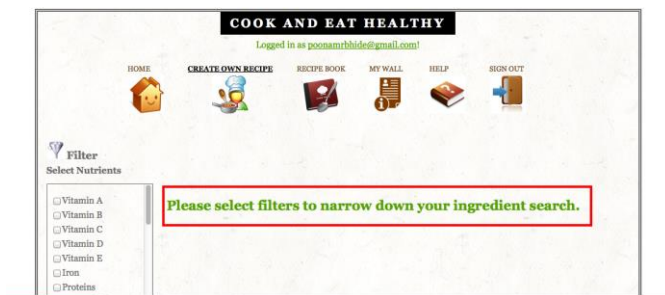 COOK AND EAT HEALTHY
Logged in as poonamrbhide@gmail.com!
HOME CREATE OWN RECIPE RECIPE BOOK MY WALL HELP SIGN OUT
Filter
Select Nutrients
Vitamin A
Vitamin B
Vitamin C
Vitamin D
Vitamin E
Iron
Proteins
Please select filters to narrow down your ingredient search.